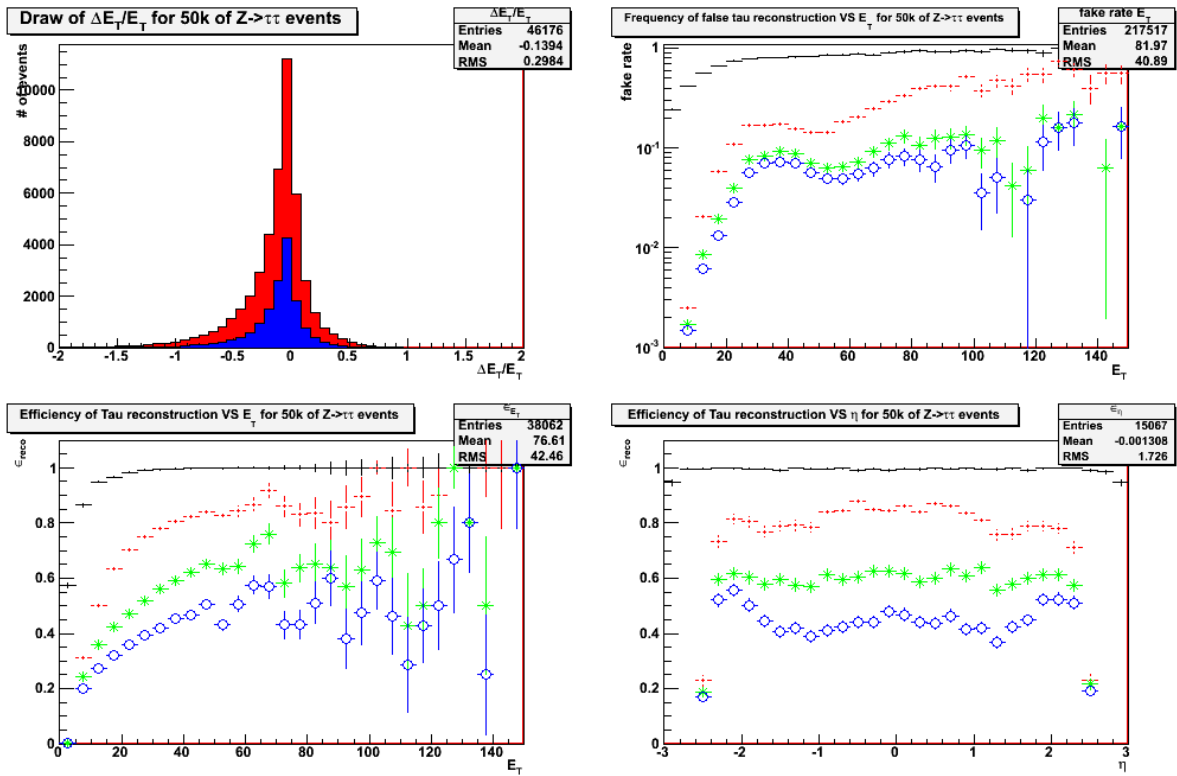 Draw of ΔE_T/E_T for 50k of Z->ττ events
ΔE_T/E_T
Entries 46176
Mean -0.1394
RMS 0.2984
# of events
10000
8000
6000
4000
2000
0
-2 -1.5 -1 -0.5 0 0.5 1 1.5 2
ΔE_T/E_T
Frequency of false tau reconstruction VS E_T for 50k of Z->ττ events
fake rate E_T
Entries 217517
Mean 81.97
RMS 40.89
fake rate
1
10^-1
10^-2
10^-3
0 20 40 60 80 100 120 140
E_T
Efficiency of Tau reconstruction VS E_T for 50k of Z->ττ events
ϵ_E_T
Entries 38062
Mean 76.61
RMS 42.46
ϵ_reco
1
0.8
0.6
0.4
0.2
0
0 20 40 60 80 100 120 140
E_T
Efficiency of Tau reconstruction VS η for 50k of Z->ττ events
ϵ_η
Entries 15067
Mean -0.001308
RMS 1.726
ϵ_reco
1
0.8
0.6
0.4
0.2
0
-3 -2 -1 0 1 2 3
η